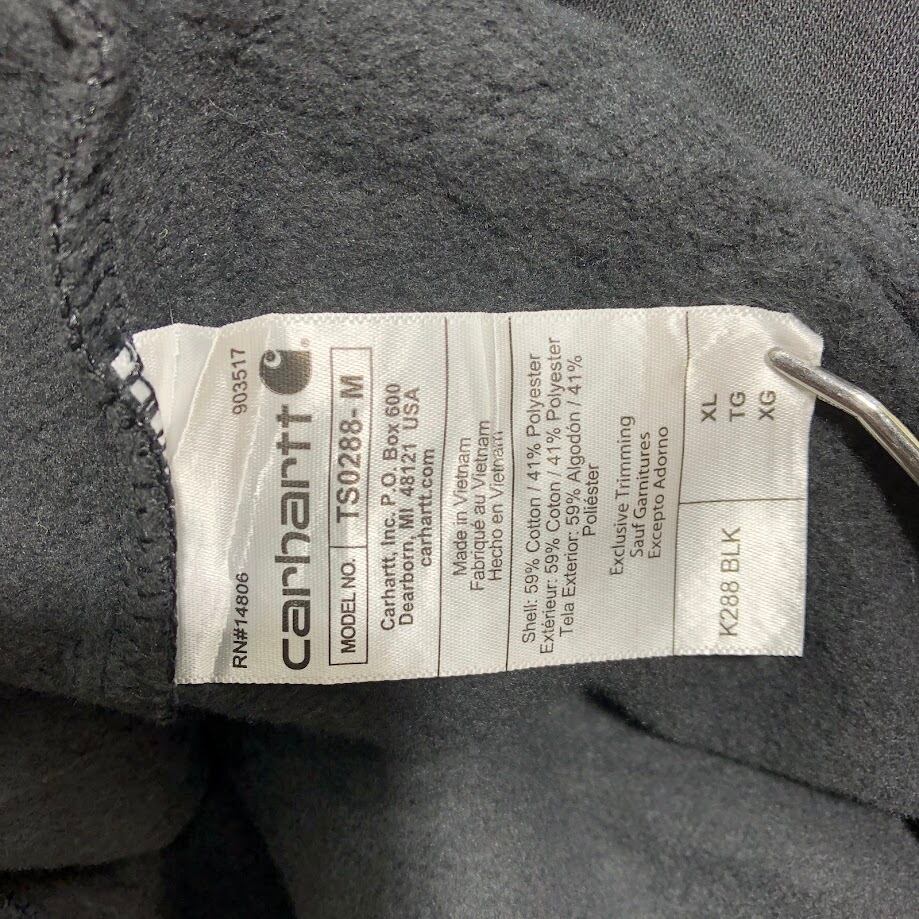 RN#14806 903517
carhartt®
MODEL NO. TS0288-M
Carhartt, Inc. P.O. Box 600
Dearborn, MI 48121 USA
carhartt.com
Made in Vietnam
Fabriqué au Vietnam
Hecho en Vietnam
Shell: 59% Cotton / 41% Polyester
Extérieur: 59% Coton / 41% Polyester
Tela Exterior: 59% Algodón / 41%
Poliéster
Exclusive Trimming
Sauf Garnitures
Excepto Adorno
K288 BLK
XL
TG
XG